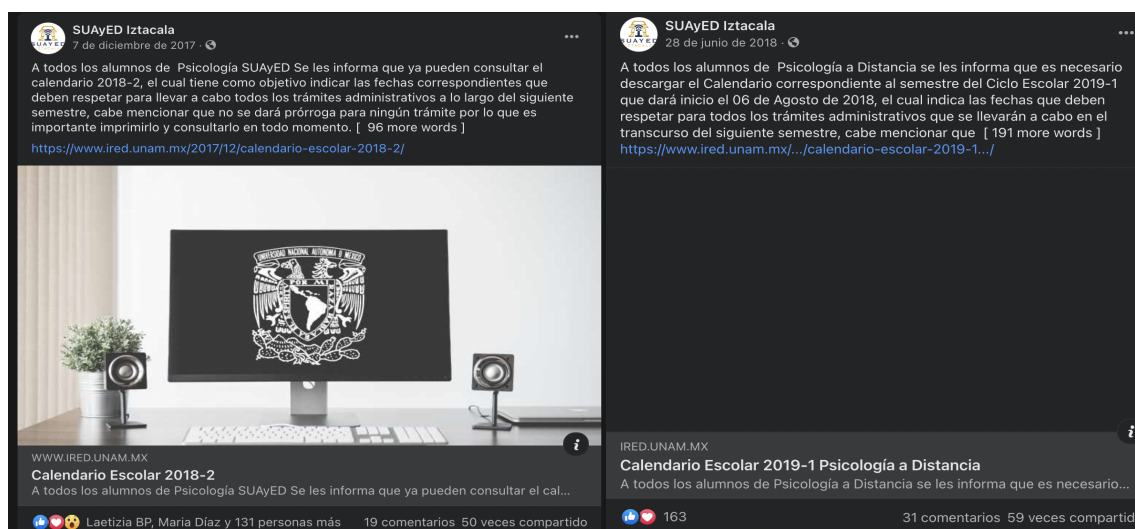 SUAyED Iztacala
7 de diciembre de 2017 ·
A todos los alumnos de Psicología SUAyED Se les informa que ya pueden consultar el
calendario 2018-2, el cual tiene como objetivo indicar las fechas correspondientes que
deben respetar para llevar a cabo todos los trámites administrativos a lo largo del siguiente
semestre, cabe mencionar que no se dará prórroga para ningún trámite por lo que es
importante imprimirlo y consultarlo en todo momento. [ 96 more words ]
https://www.ired.unam.mx/2017/12/calendario-escolar-2018-2/
UNIVERSIDAD NACIONAL AUTONOMA DE MEXICO
POR MI RAZA
WWW.IRED.UNAM.MX
Calendario Escolar 2018-2
A todos los alumnos de Psicología SUAyED Se les informa que ya pueden consultar el cal...
Laetizia BP, Maria Díaz y 131 personas más 19 comentarios 50 veces compartido
SUAyED Iztacala
28 de junio de 2018 ·
A todos los alumnos de Psicología a Distancia se les informa que es necesario
descargar el Calendario correspondiente al semestre del Ciclo Escolar 2019-1
que dará inicio el 06 de Agosto de 2018, el cual indica las fechas que deben
respetar para todos los trámites administrativos que se llevarán a cabo en el
transcurso del siguiente semestre, cabe mencionar que [ 191 more words ]
https://www.ired.unam.mx/.../calendario-escolar-2019-1.../
IRED.UNAM.MX
Calendario Escolar 2019-1 Psicología a Distancia
A todos los alumnos de Psicología a Distancia se les informa que es necesario...
163 31 comentarios 59 veces compartid